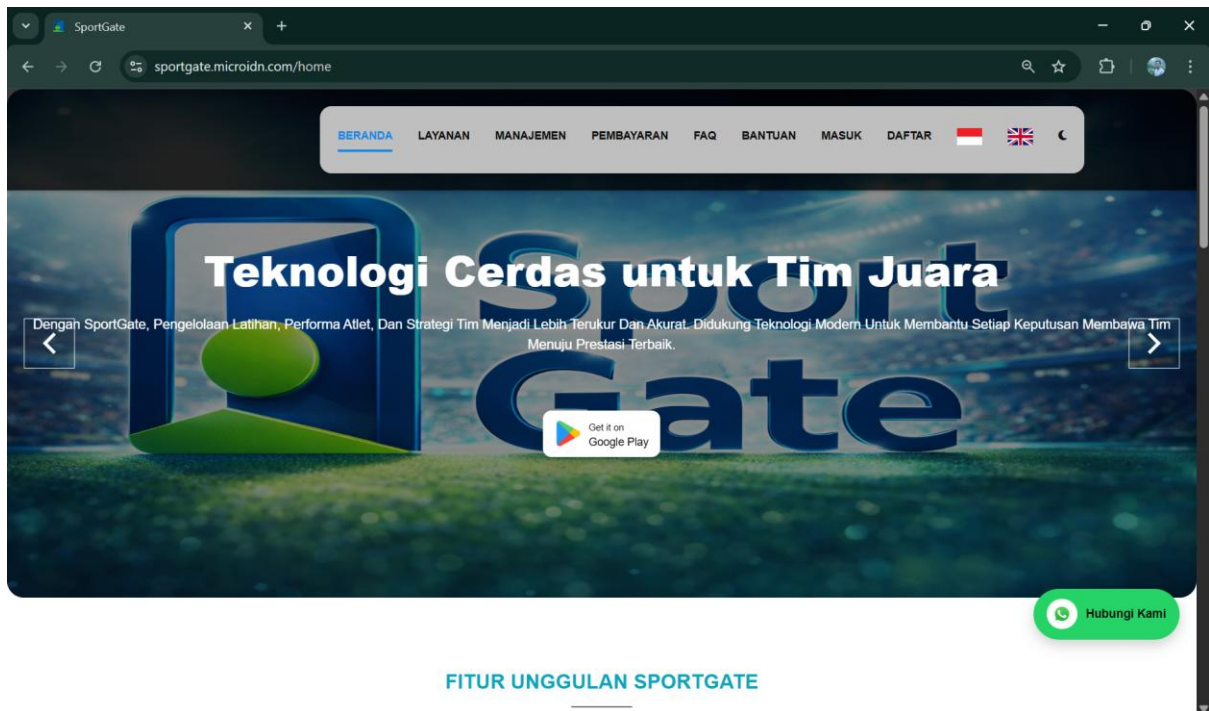 SportGate
sportgate.microidn.com/home
BERANDA LAYANAN MANAJEMEN PEMBAYARAN FAQ BANTUAN MASUK DAFTAR
Sport
Gate
Teknologi Cerdas untuk Tim Juara
Dengan SportGate, Pengelolaan Latihan, Performa Atlet, Dan Strategi Tim Menjadi Lebih Terukur Dan Akurat. Didukung Teknologi Modern Untuk Membantu Setiap Keputusan Membawa Tim
Menuju Prestasi Terbaik.
Get it on
Google Play
Hubungi Kami
FITUR UNGGULAN SPORTGATE